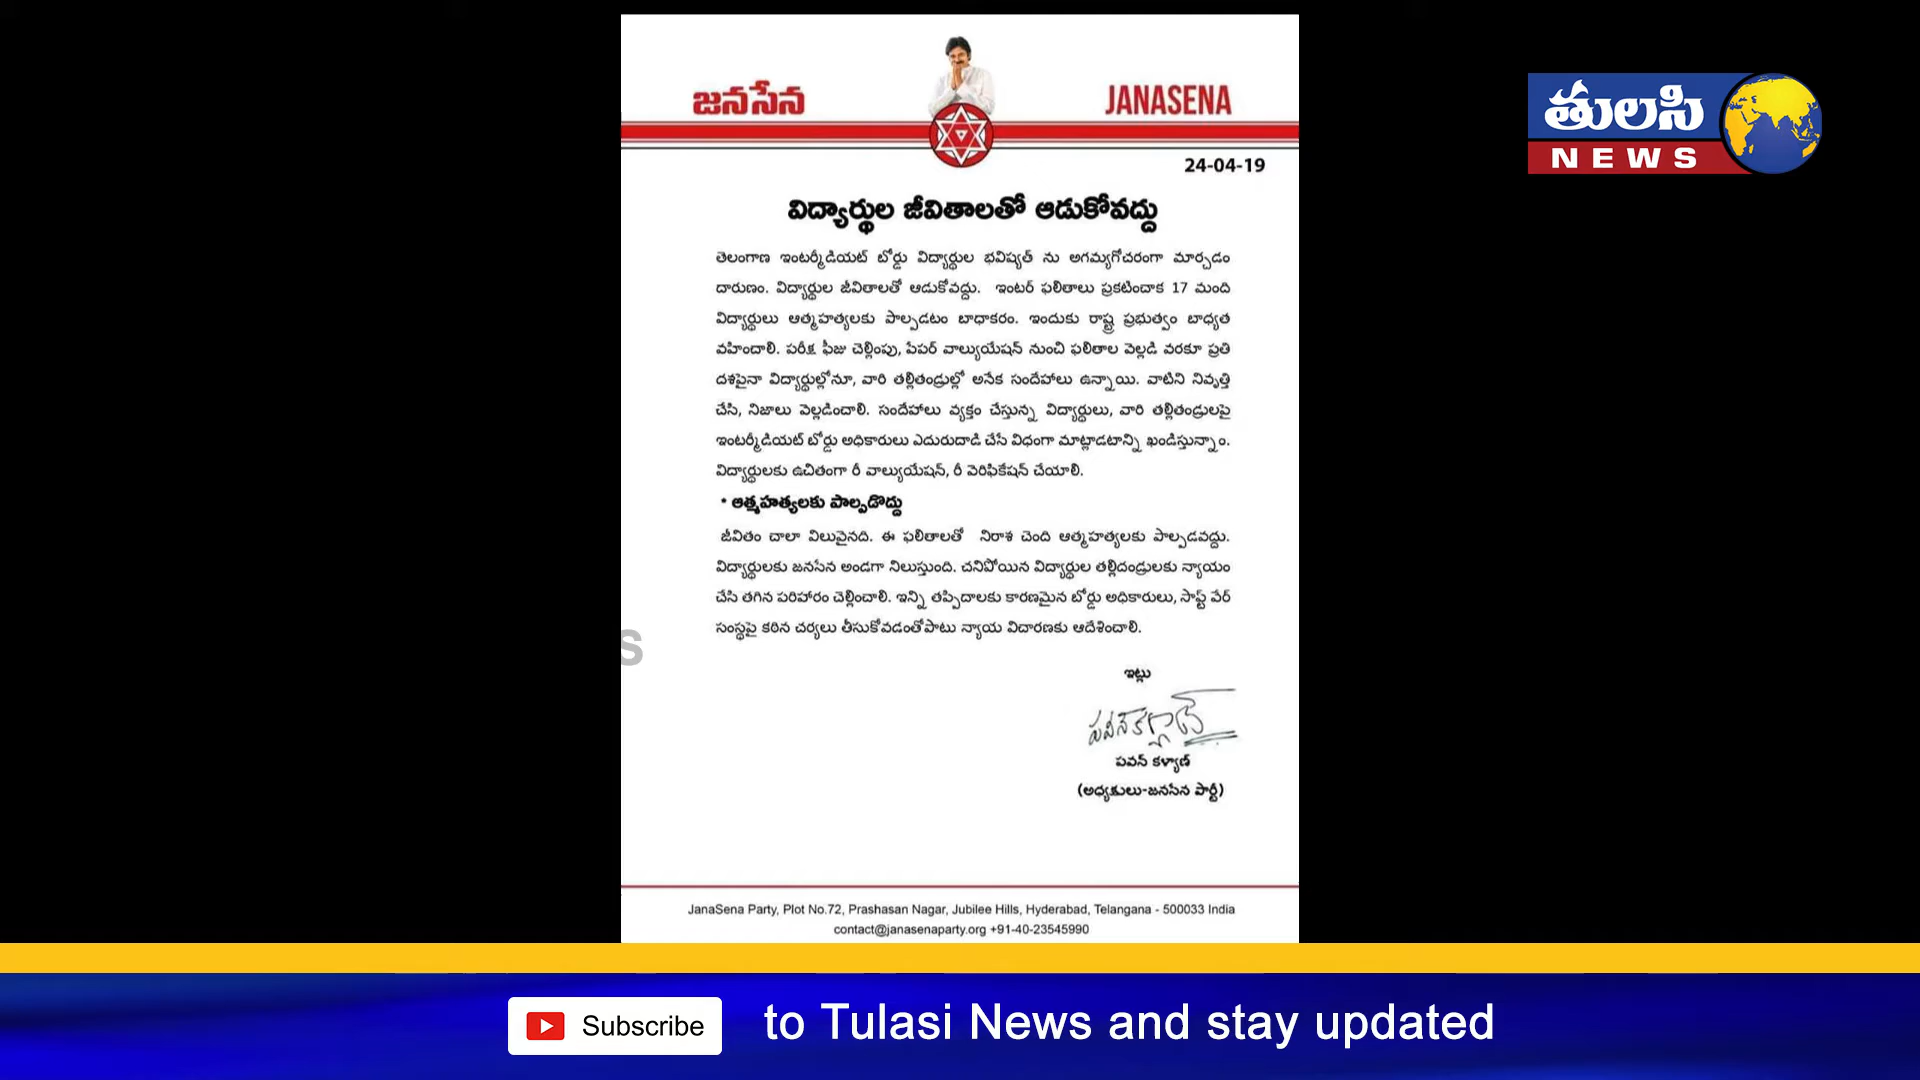 జనసేన
JANASENA
తులసి
NEWS
24-04-19
విద్యార్థుల జీవితాలతో ఆడుకోవద్దు
తెలంగాణ ఇంటర్మీడియట్ బోర్డు విద్యార్థుల భవిష్యత్ ను అగమ్యగోచరంగా మార్చడం
దారుణం. విద్యార్థుల జీవితాలతో ఆడుకోవద్దు. ఇంటర్ ఫలితాలు ప్రకటించాక 17 మంది
విద్యార్థులు ఆత్మహత్యలకు పాల్పడటం బాధాకరం. ఇందుకు రాష్ట్ర ప్రభుత్వం బాధ్యత
వహించాలి. పరీక్ష ఫీజు చెల్లింపు, పేపర్ వాల్యుయేషన్ నుంచి ఫలితాల వెల్లడి వరకూ ప్రతి
దశపైనా విద్యార్థుల్లోనూ, వారి తల్లితండ్రుల్లో అనేక సందేహాలు ఉన్నాయి. వాటిని నివృత్తి
చేసి, నిజాలు వెల్లడించాలి. సందేహాలు వ్యక్తం చేస్తున్న విద్యార్థులు, వారి తల్లితండ్రులపై
ఇంటర్మీడియట్ బోర్డు అధికారులు ఎదురుదాడి చేసే విధంగా మాట్లాడటాన్ని ఖండిస్తున్నాం.
విద్యార్థులకు ఉచితంగా రీ వాల్యుయేషన్, రీ వెరిఫికేషన్ చేయాలి.
* ఆత్మహత్యలకు పాల్పడొద్దు
జీవితం చాలా విలువైనది. ఈ ఫలితాలతో నిరాశ చెంది ఆత్మహత్యలకు పాల్పడవద్దు.
విద్యార్థులకు జనసేన అండగా నిలుస్తుంది. చనిపోయిన విద్యార్థుల తల్లిదండ్రులకు న్యాయం
చేసి తగిన పరిహారం చెల్లించాలి. ఇన్ని తప్పిదాలకు కారణమైన బోర్డు అధికారులు, సాఫ్ట్ వేర్
సంస్థపై కఠిన చర్యలు తీసుకోవడంతోపాటు న్యాయ విచారణకు ఆదేశించాలి.
S
ఇట్లు
పవన్ కళ్యాణ్
పవన్ కళ్యాణ్
(అధ్యక్షులు-జనసేన పార్టీ)
JanaSena Party, Plot No.72, Prashasan Nagar, Jubilee Hills, Hyderabad, Telangana - 500033 India
contact@janasenaparty.org +91-40-23545990
Subscribe to Tulasi News and stay updated